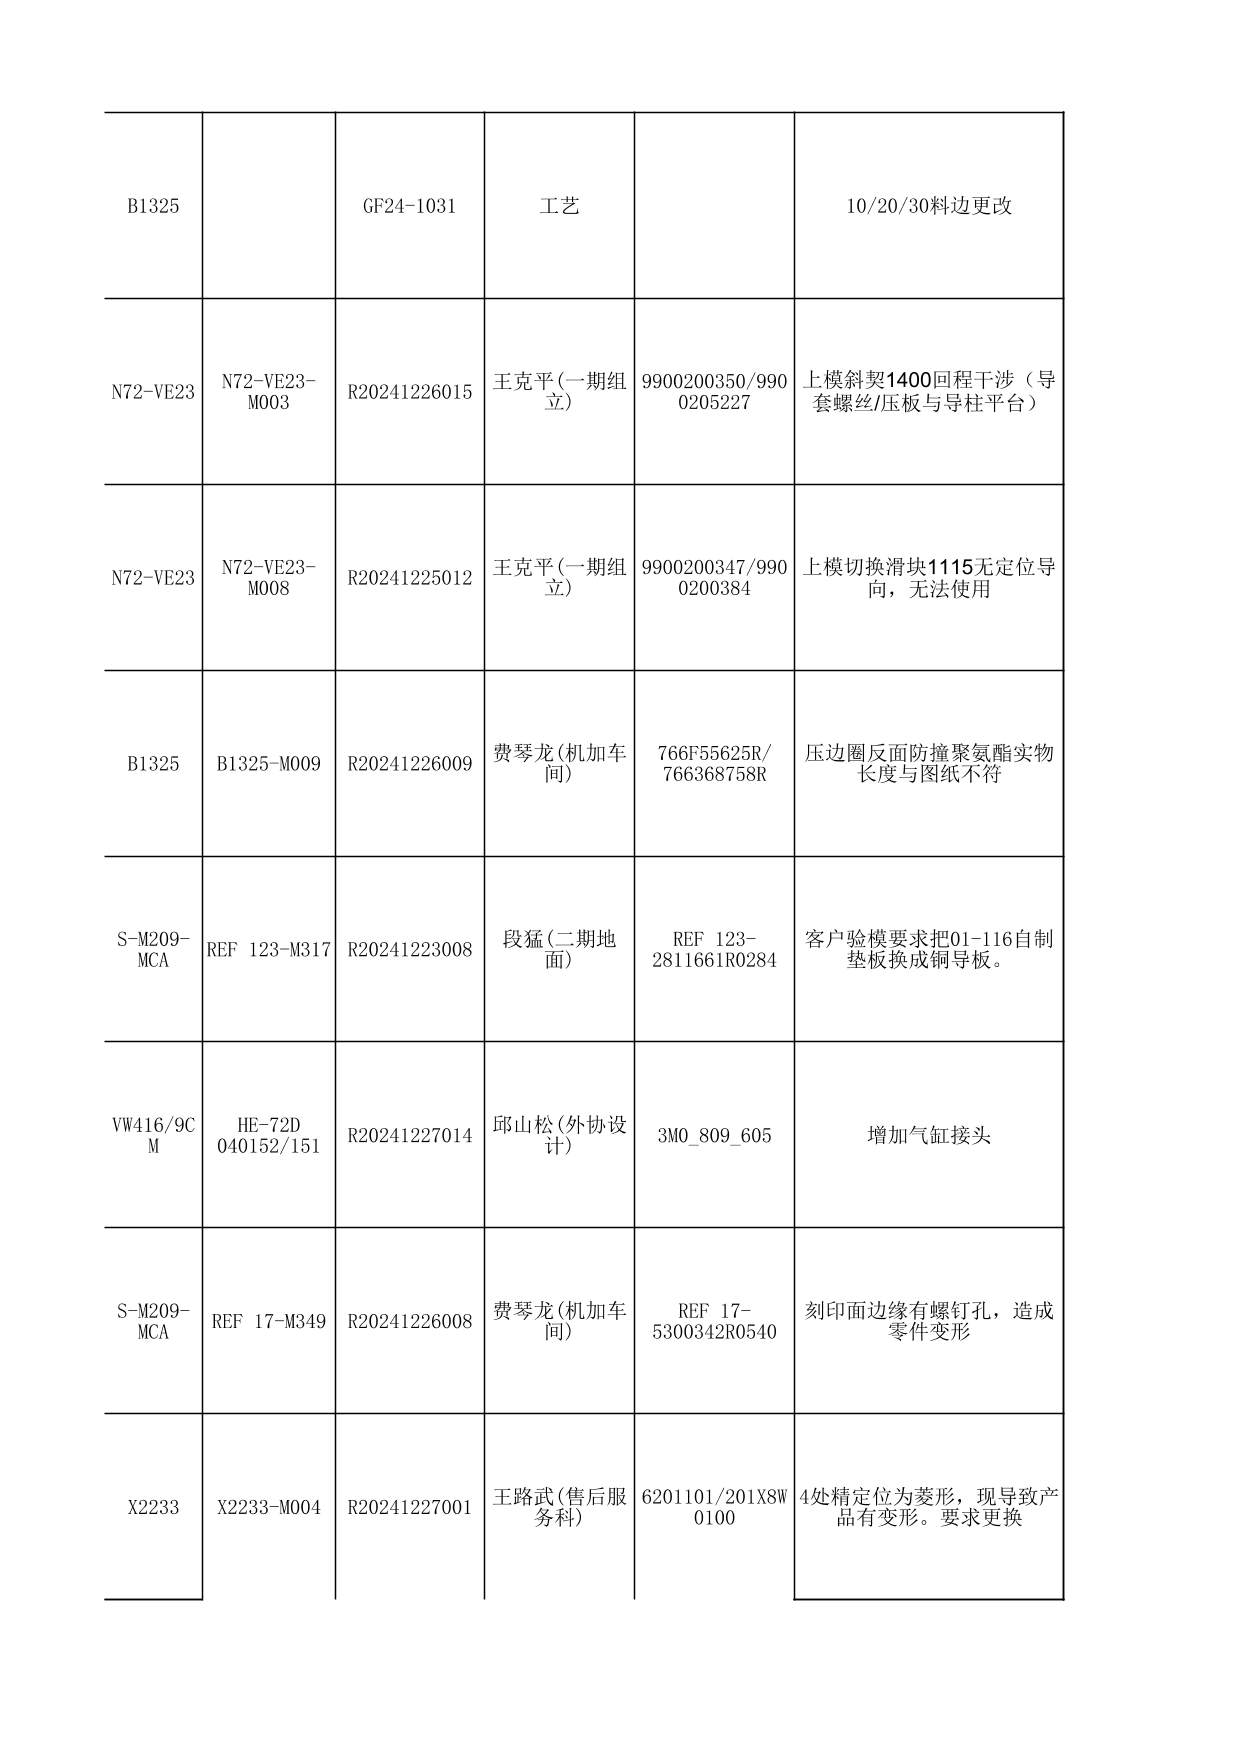 B1325
GF24-1031
工艺
10/20/30料边更改
N72-VE23
N72-VE23-
M003
R20241226015
王克平(一期组
立)
9900200350/990
0205227
上模斜契1400回程干涉（导
套螺丝/压板与导柱平台）
N72-VE23
N72-VE23-
M008
R20241225012
王克平(一期组
立)
9900200347/990
0200384
上模切换滑块1115无定位导
向，无法使用
B1325
B1325-M009
R20241226009
费琴龙(机加车
间)
766F55625R/
766368758R
压边圈反面防撞聚氨酯实物
长度与图纸不符
S-M209-
MCA
REF 123-M317
R20241223008
段猛(二期地
面)
REF 123-
2811661R0284
客户验模要求把01-116自制
垫板换成铜导板。
VW416/9C
M
HE-72D
040152/151
R20241227014
邱山松(外协设
计)
3M0_809_605
增加气缸接头
S-M209-
MCA
REF 17-M349
R20241226008
费琴龙(机加车
间)
REF 17-
5300342R0540
刻印面边缘有螺钉孔，造成
零件变形
X2233
X2233-M004
R20241227001
王路武(售后服
务科)
6201101/201X8W
0100
4处精定位为菱形，现导致产
品有变形。要求更换